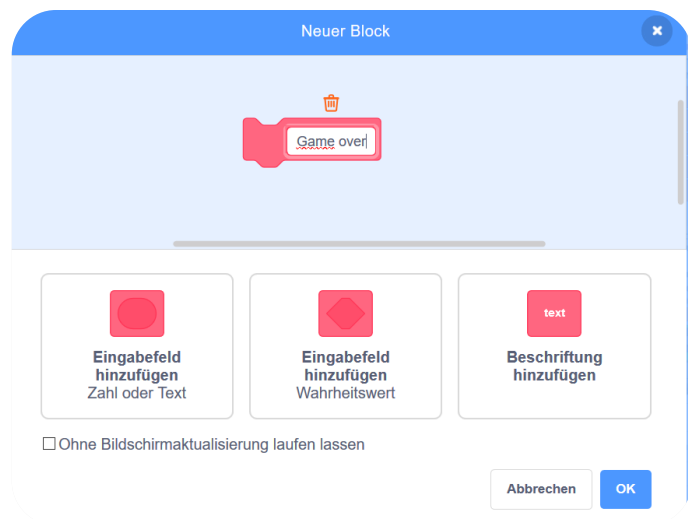 Neuer Block
Game over
text
Eingabefeld
hinzufügen
Zahl oder Text
Eingabefeld
hinzufügen
Wahrheitswert
Beschriftung
hinzufügen
Ohne Bildschirmaktualisierung laufen lassen
Abbrechen
OK